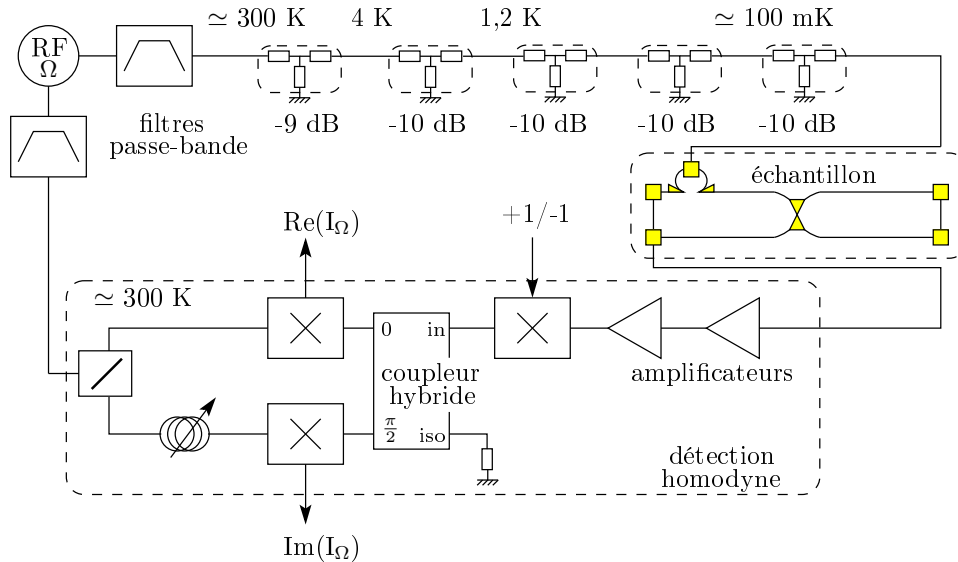 ≃ 300 K
4 K
1,2 K
≃ 100 mK
RF
Ω
-9 dB
-10 dB
-10 dB
-10 dB
-10 dB
filtres
passe-bande
échantillon
Re(I_Ω)
+1/-1
≃ 300 K
0
in
coupleur
hybride
π/2
iso
amplificateurs
détection
homodyne
Im(I_Ω)